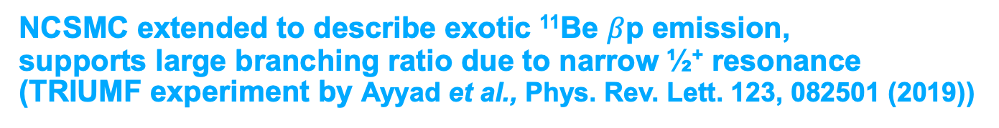 NCSMC extended to describe exotic ¹¹Be βp emission,
supports large branching ratio due to narrow ½⁺ resonance
(TRIUMF experiment by Ayyad et al., Phys. Rev. Lett. 123, 082501 (2019))